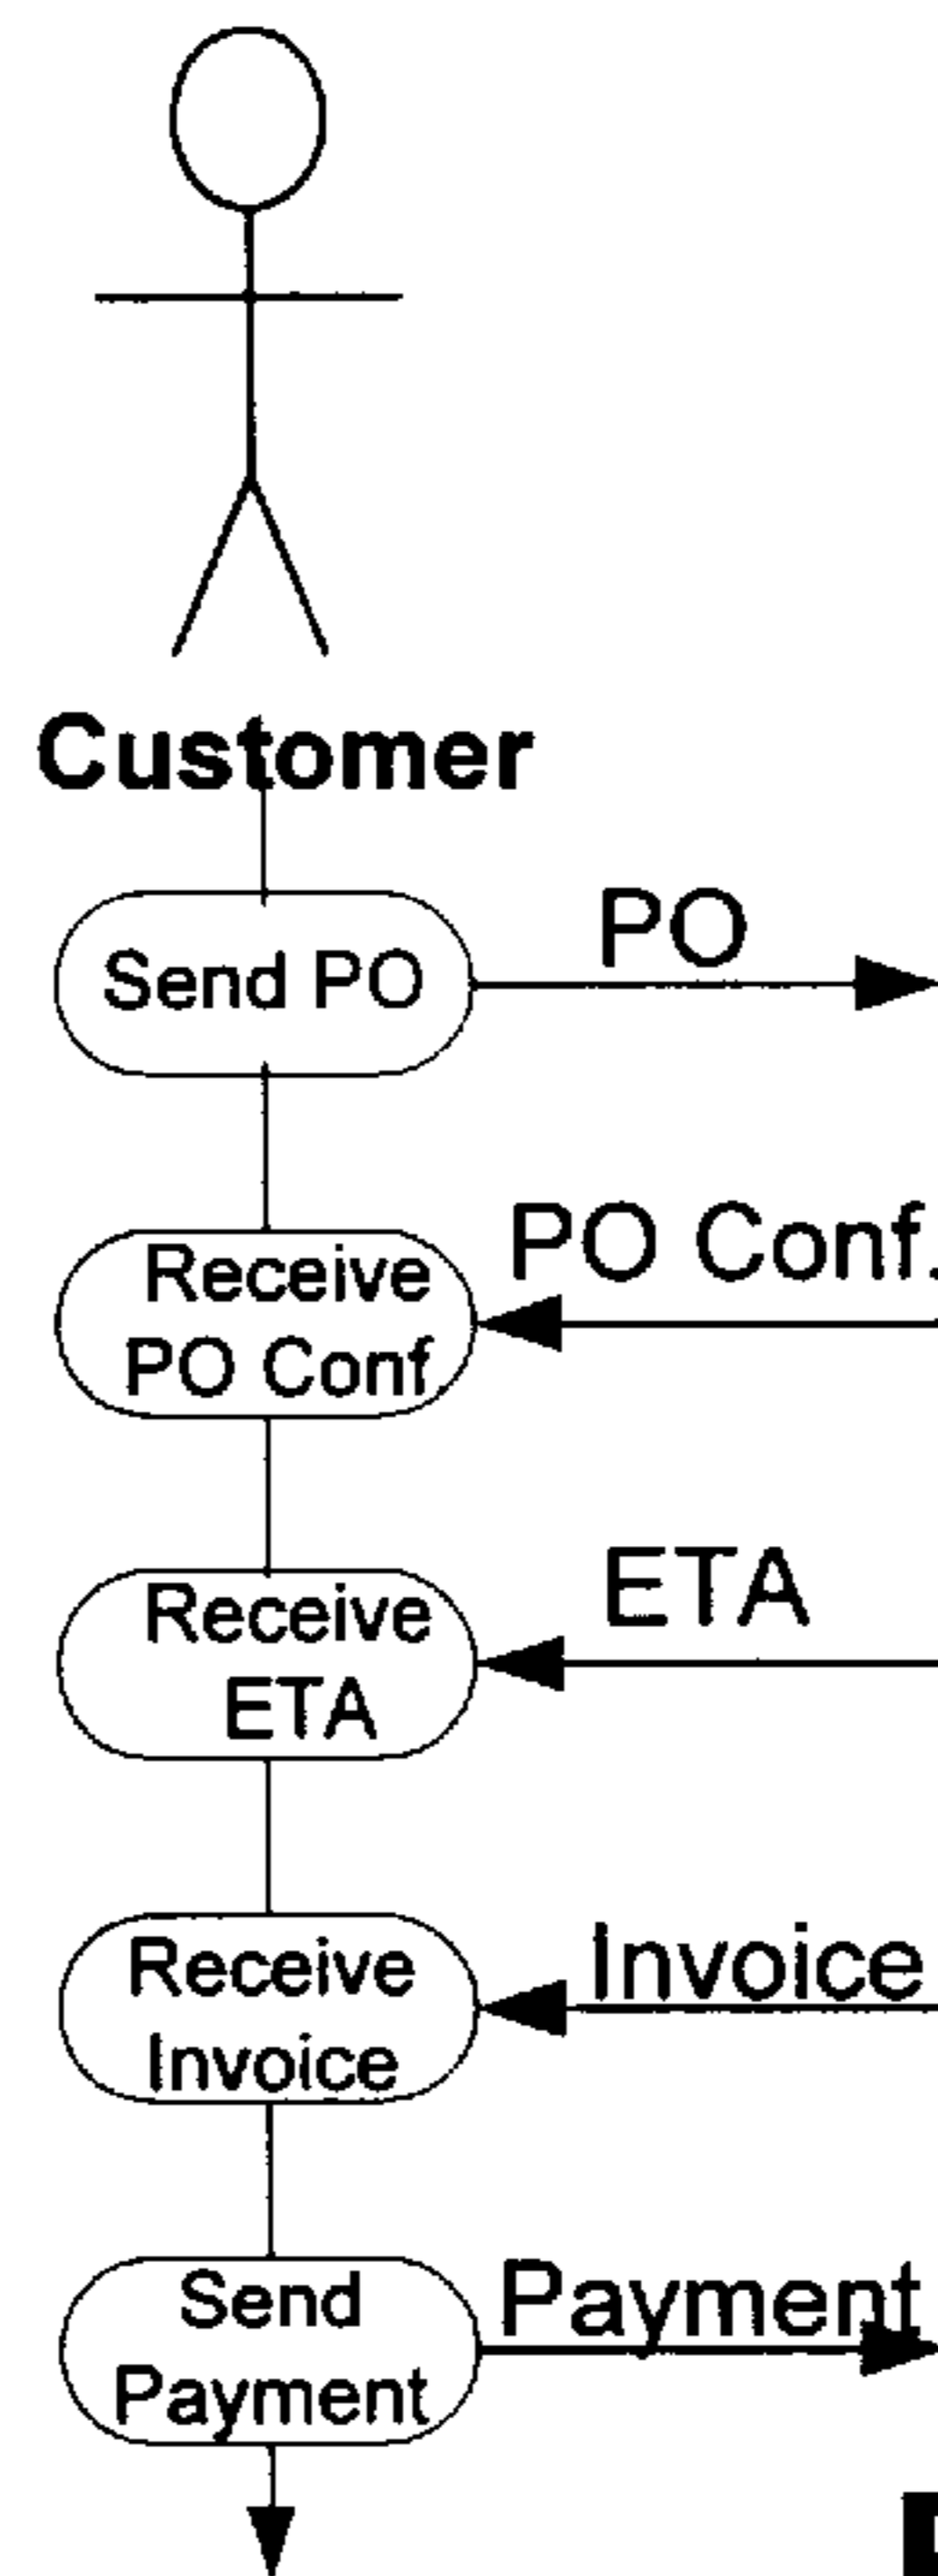 Customer
Send PO
PO
Receive
PO Conf
PO Conf.
Receive
ETA
ETA
Receive
Invoice
Invoice
Send
Payment
Payment